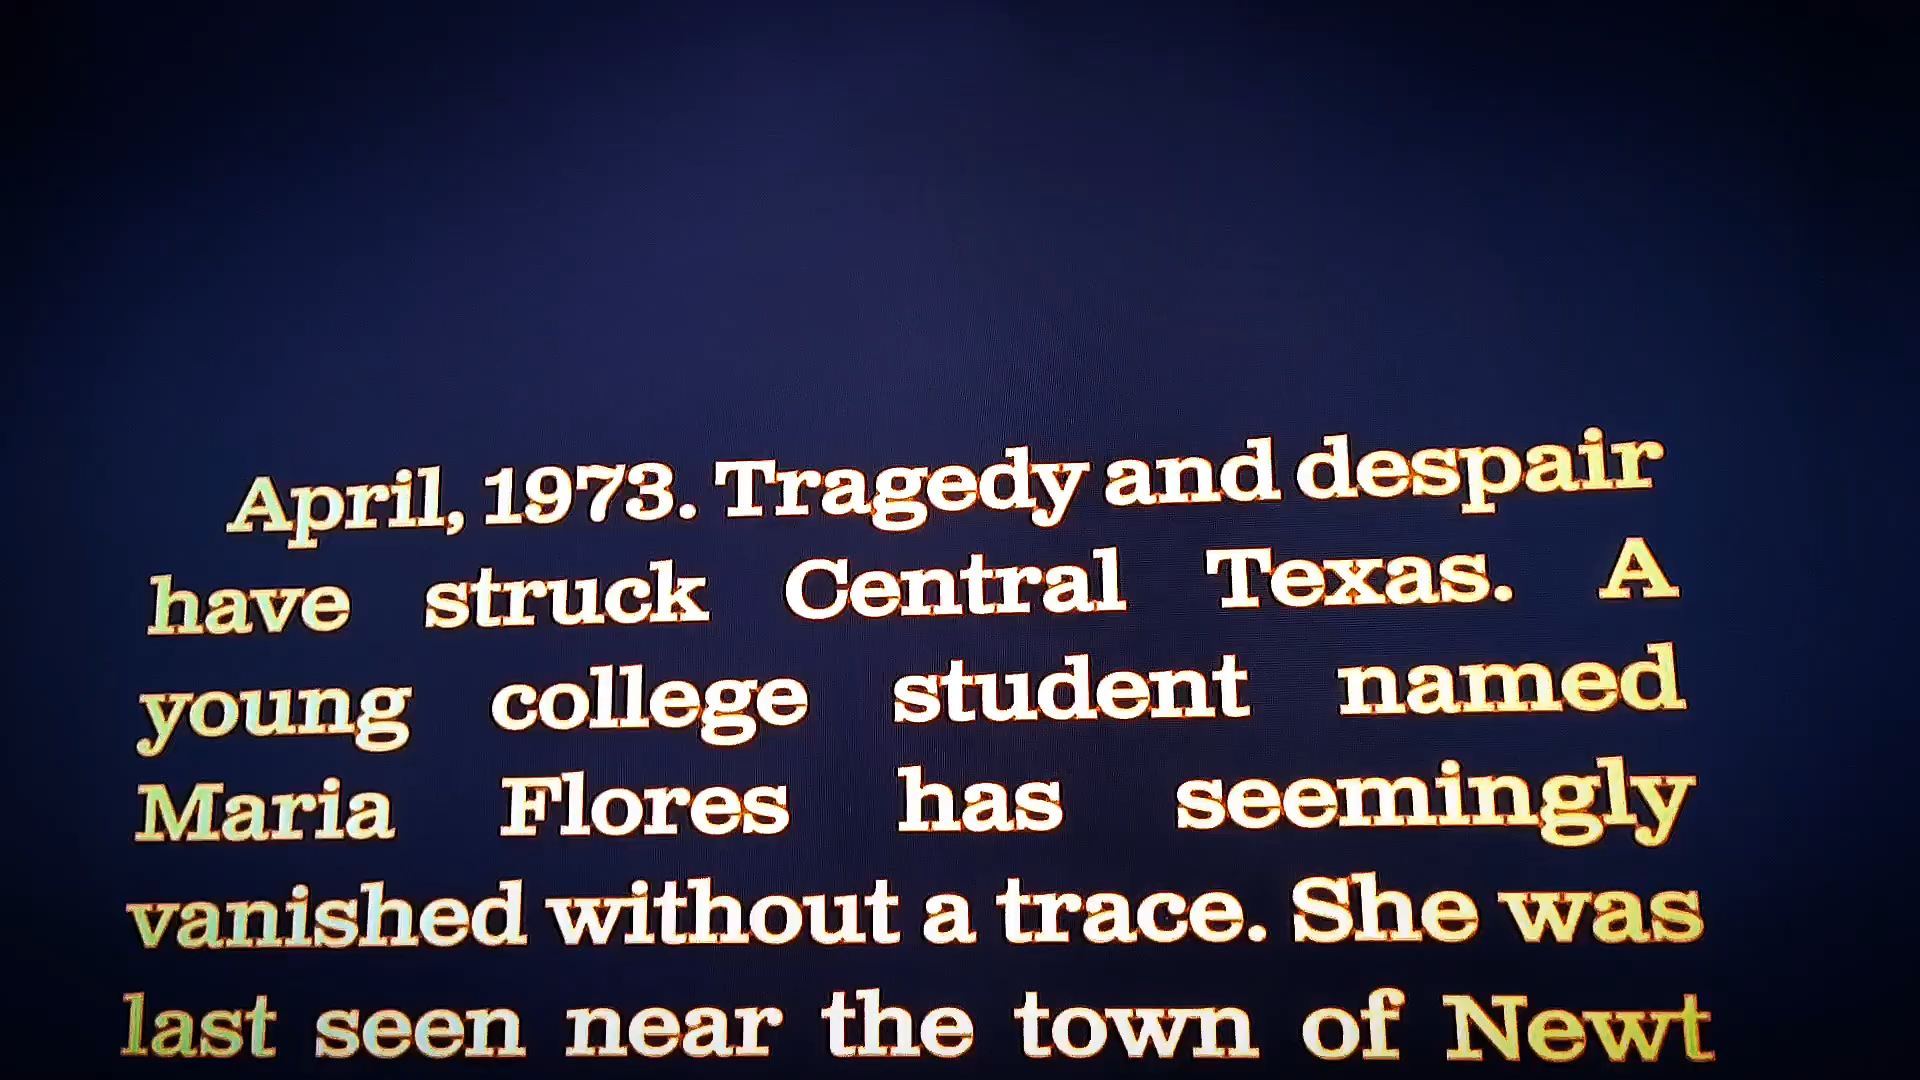 April, 1973. Tragedy and despair
have struck Central Texas. A
young college student named
Maria Flores has seemingly
vanished without a trace. She was
last seen near the town of Newt